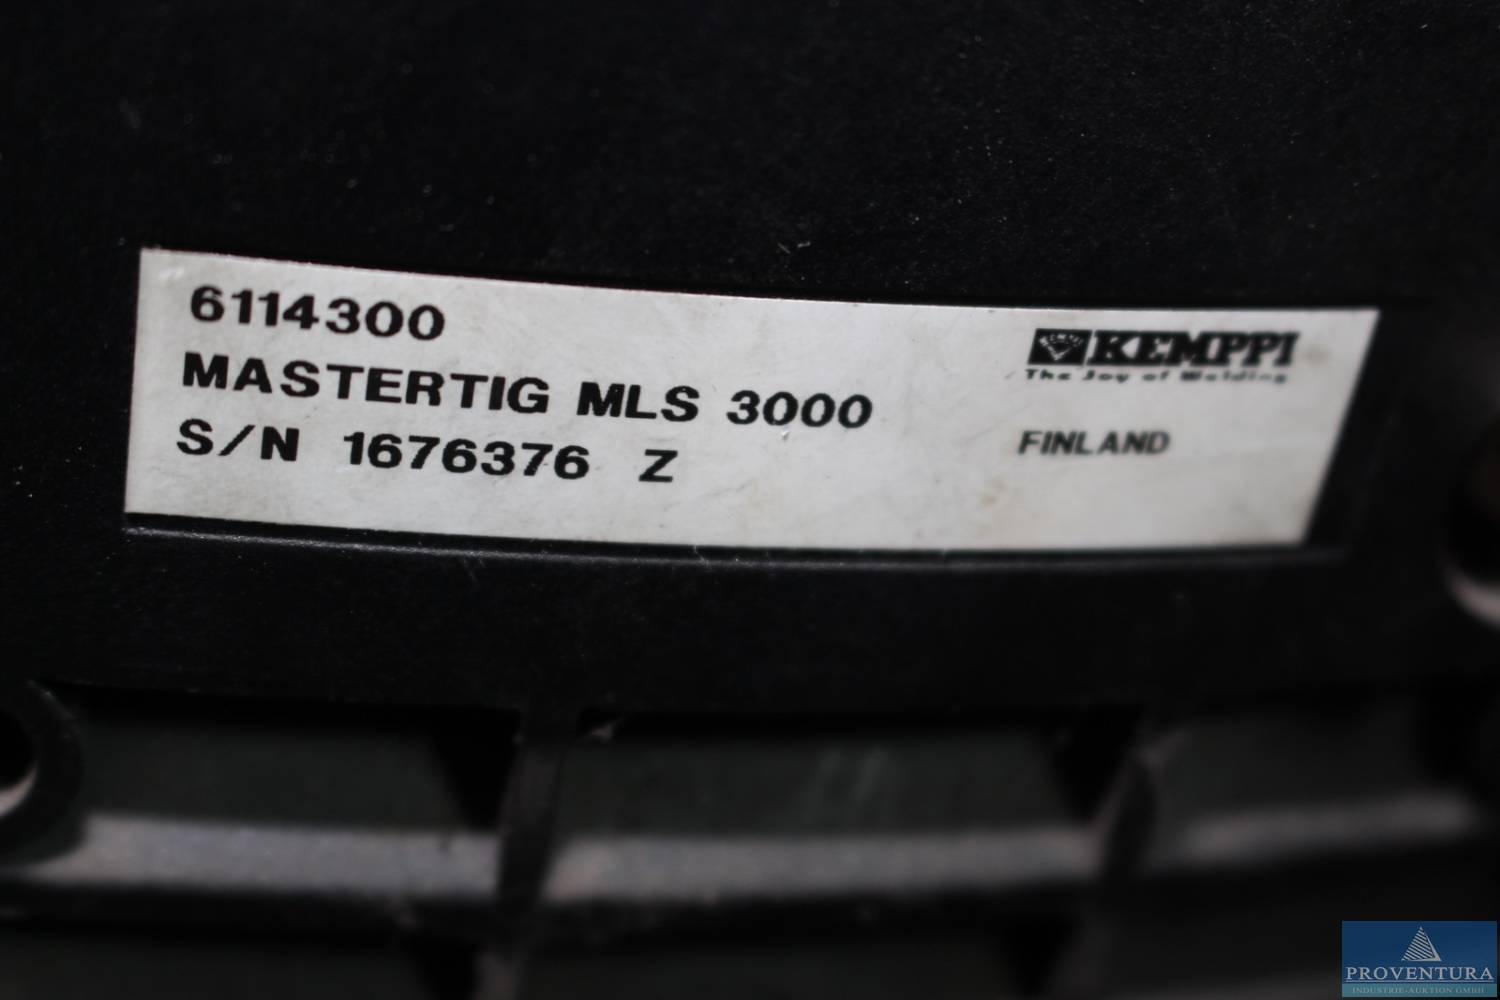 6114300
MASTERTIG MLS 3000
S/N 1676376 Z
KEMPPI
The Joy of Welding
FINLAND
PROVENTURA
INDUSTRIE-AUKTION GMBH